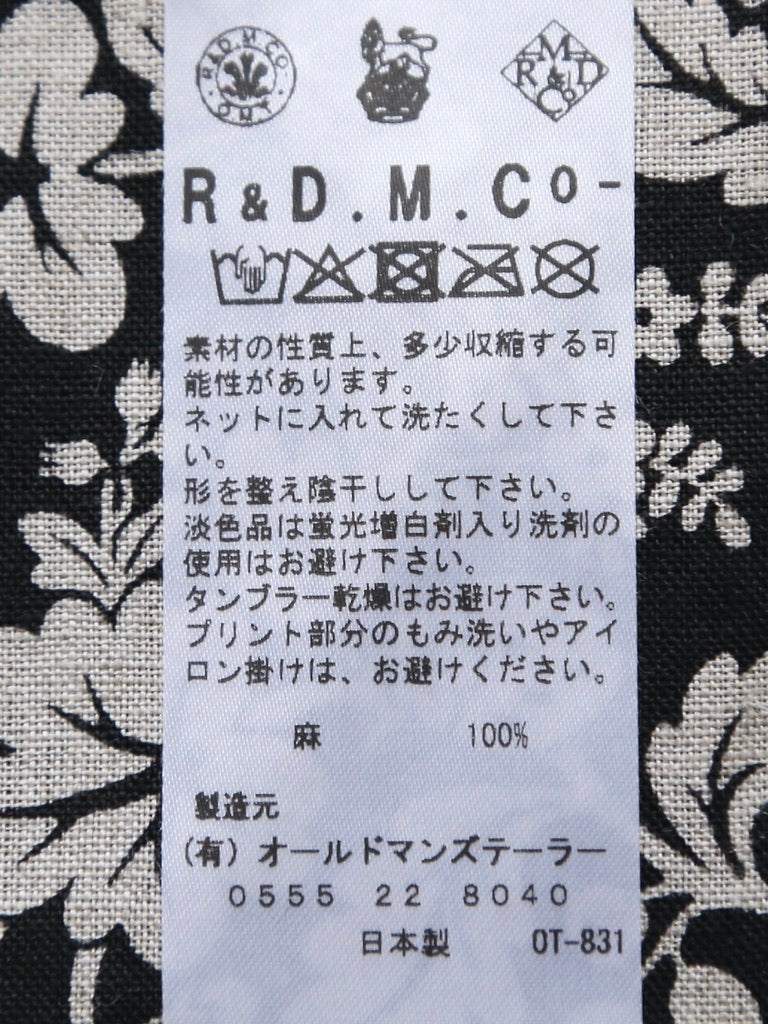 R.&D.M.CO
OMT
M
R & D
Co
R&D.M.Co-
素材の性質上、多少収縮する可
能性があります。
ネットに入れて洗たくして下さ
い。
形を整え陰干しして下さい。
淡色品は蛍光増白剤入り洗剤の
使用はお避け下さい。
タンブラー乾燥はお避け下さい。
プリント部分のもみ洗いやアイ
ロン掛けは、お避けください。
麻 100%
製造元
(有)オールドマンズテーラー
0555 22 8040
日本製 OT-831